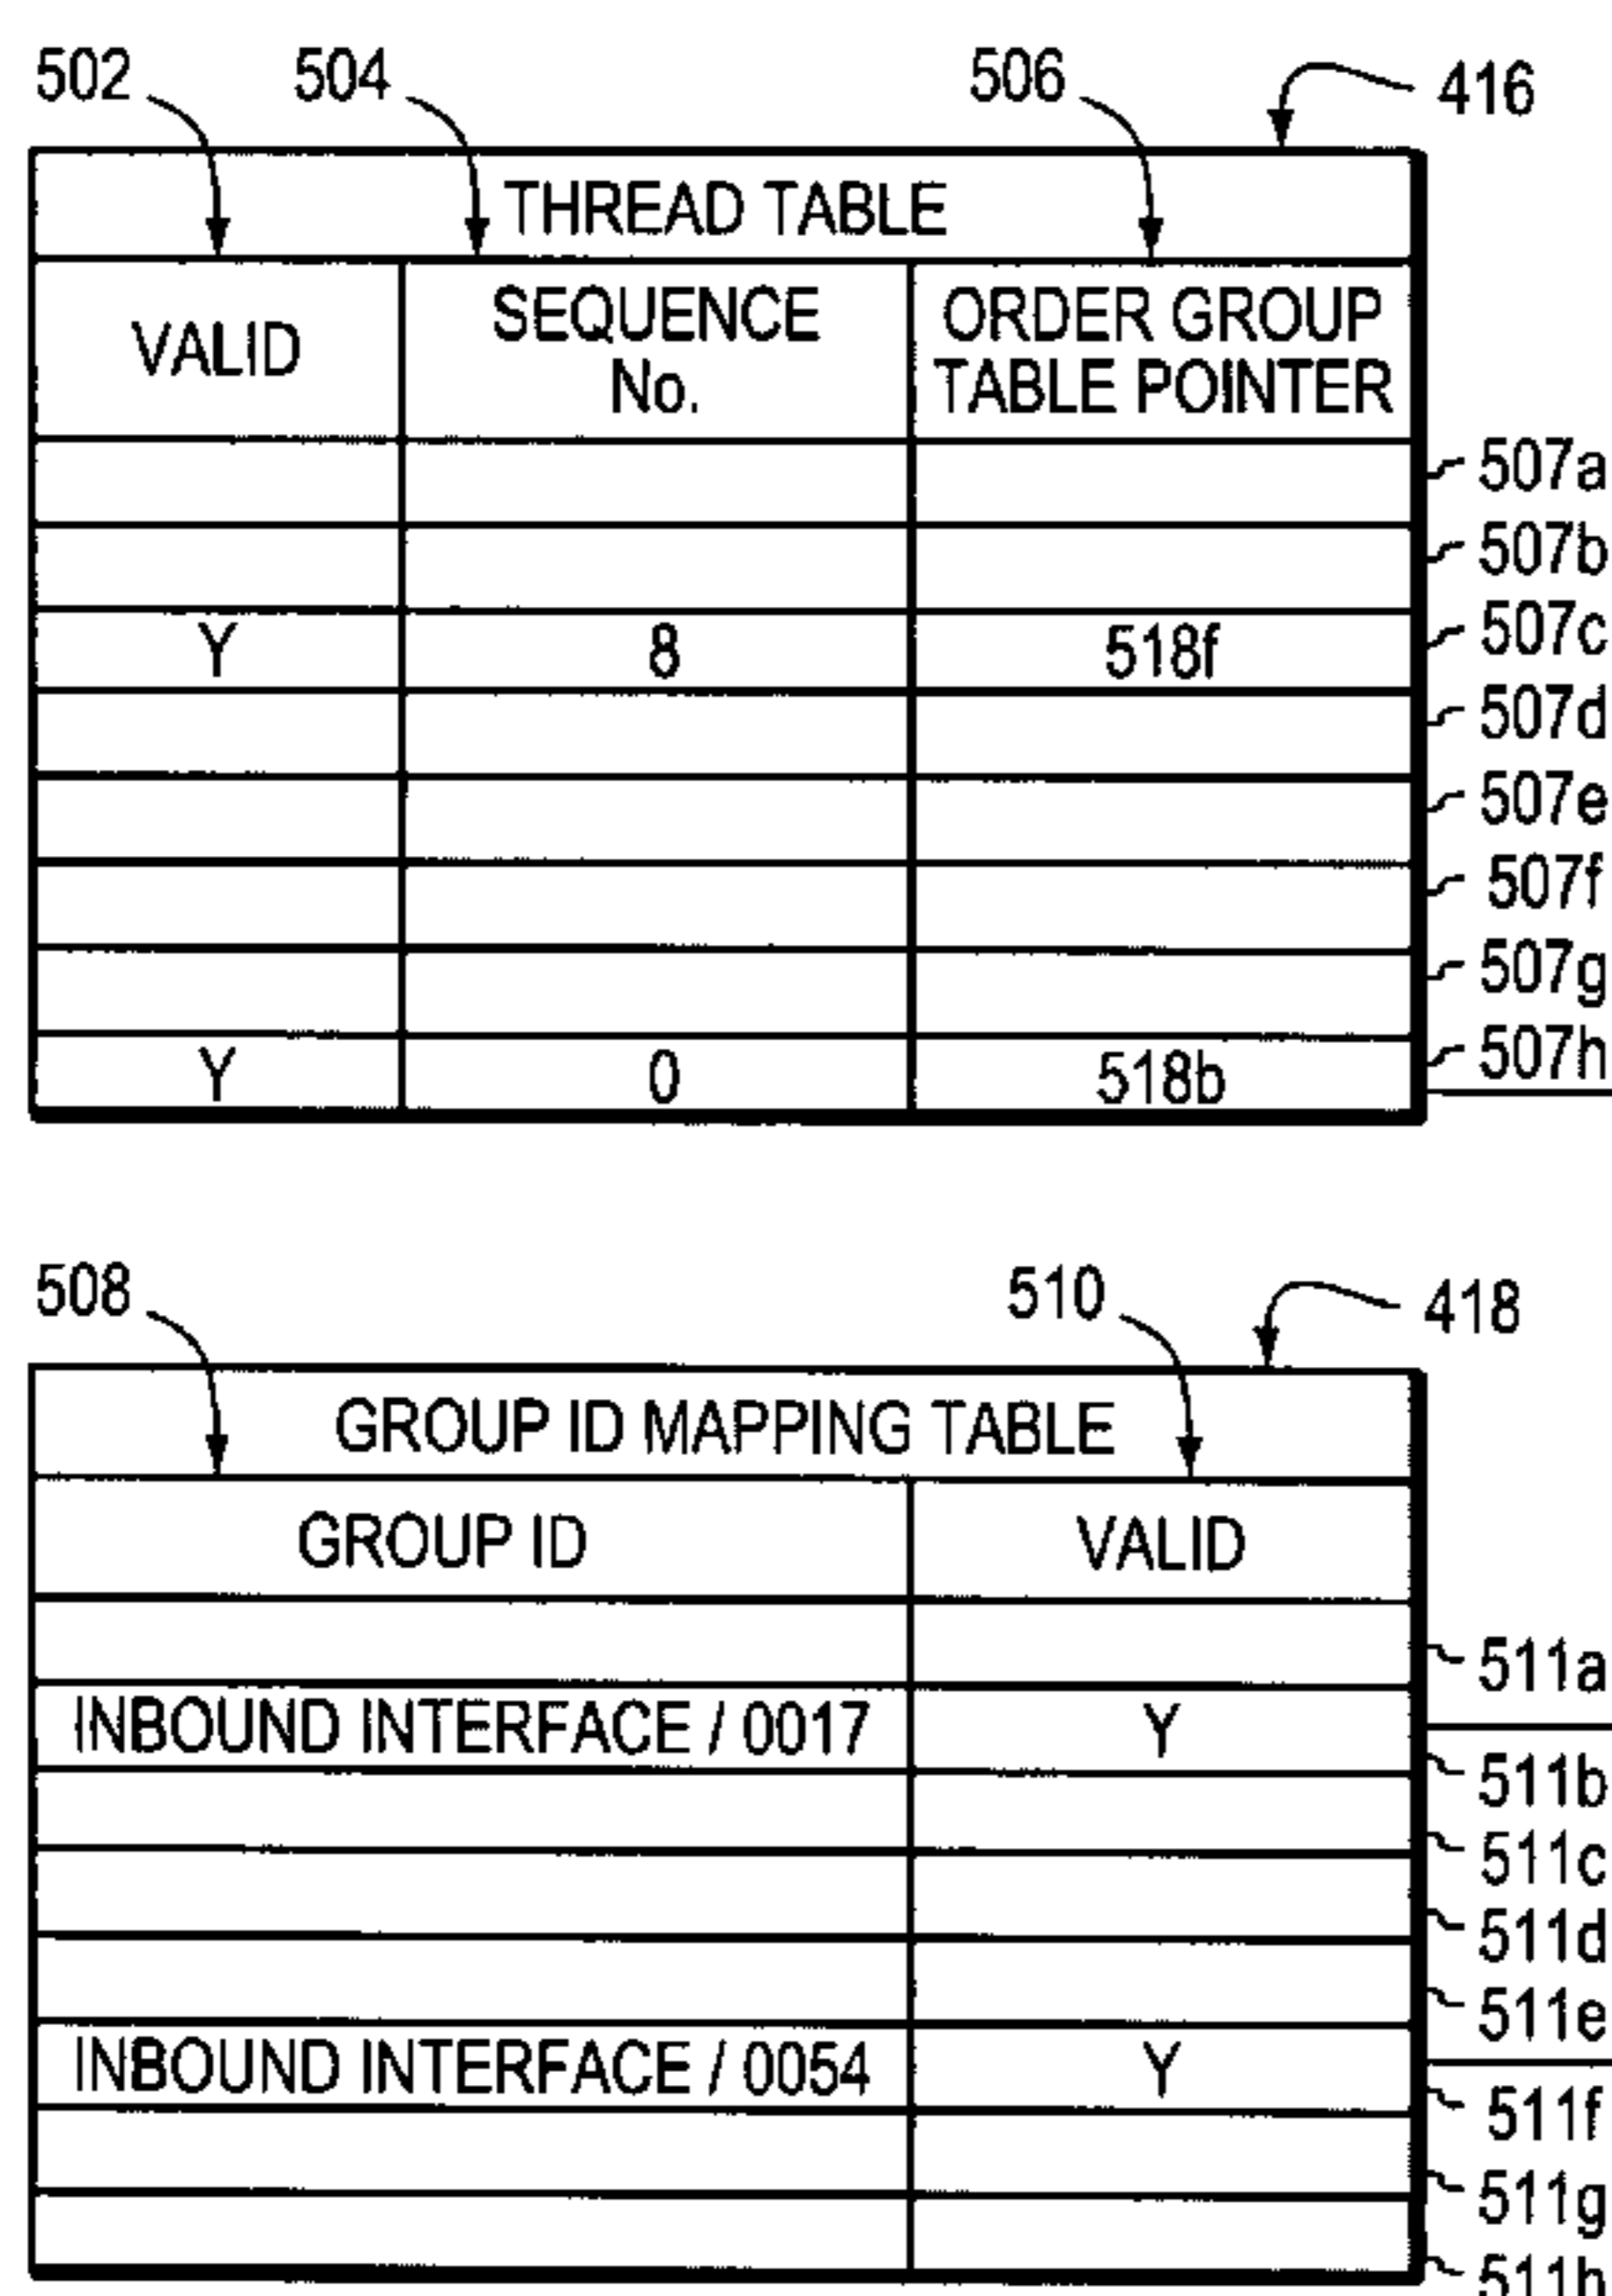 502 504 506 416
THREAD TABLE
VALID SEQUENCE No. ORDER GROUP TABLE POINTER
507a
507b
Y 8 518f 507c
507d
507e
507f
507g
Y 0 518b 507h
508 510 418
GROUP ID MAPPING TABLE
GROUP ID VALID
511a
INBOUND INTERFACE / 0017 Y
511b
511c
511d
511e
INBOUND INTERFACE / 0054 Y
511f
511g
511h